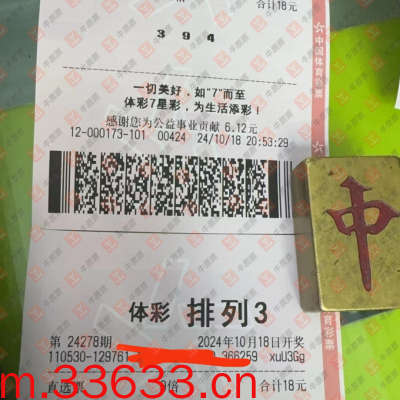 合计18元
3 9 4
一切美好，如"7"而至
体彩7星彩，为生活添彩！
感谢您为公益事业贡献 6.12元
12-000173-101 00424 24/10/18 20:53:29
中国体育彩票
中
体彩 排列3
第 24278期 2024年10月18日开奖
110530-129761 366259 xuU3Gg
直选票 倍 合计18元
m.33633.cn